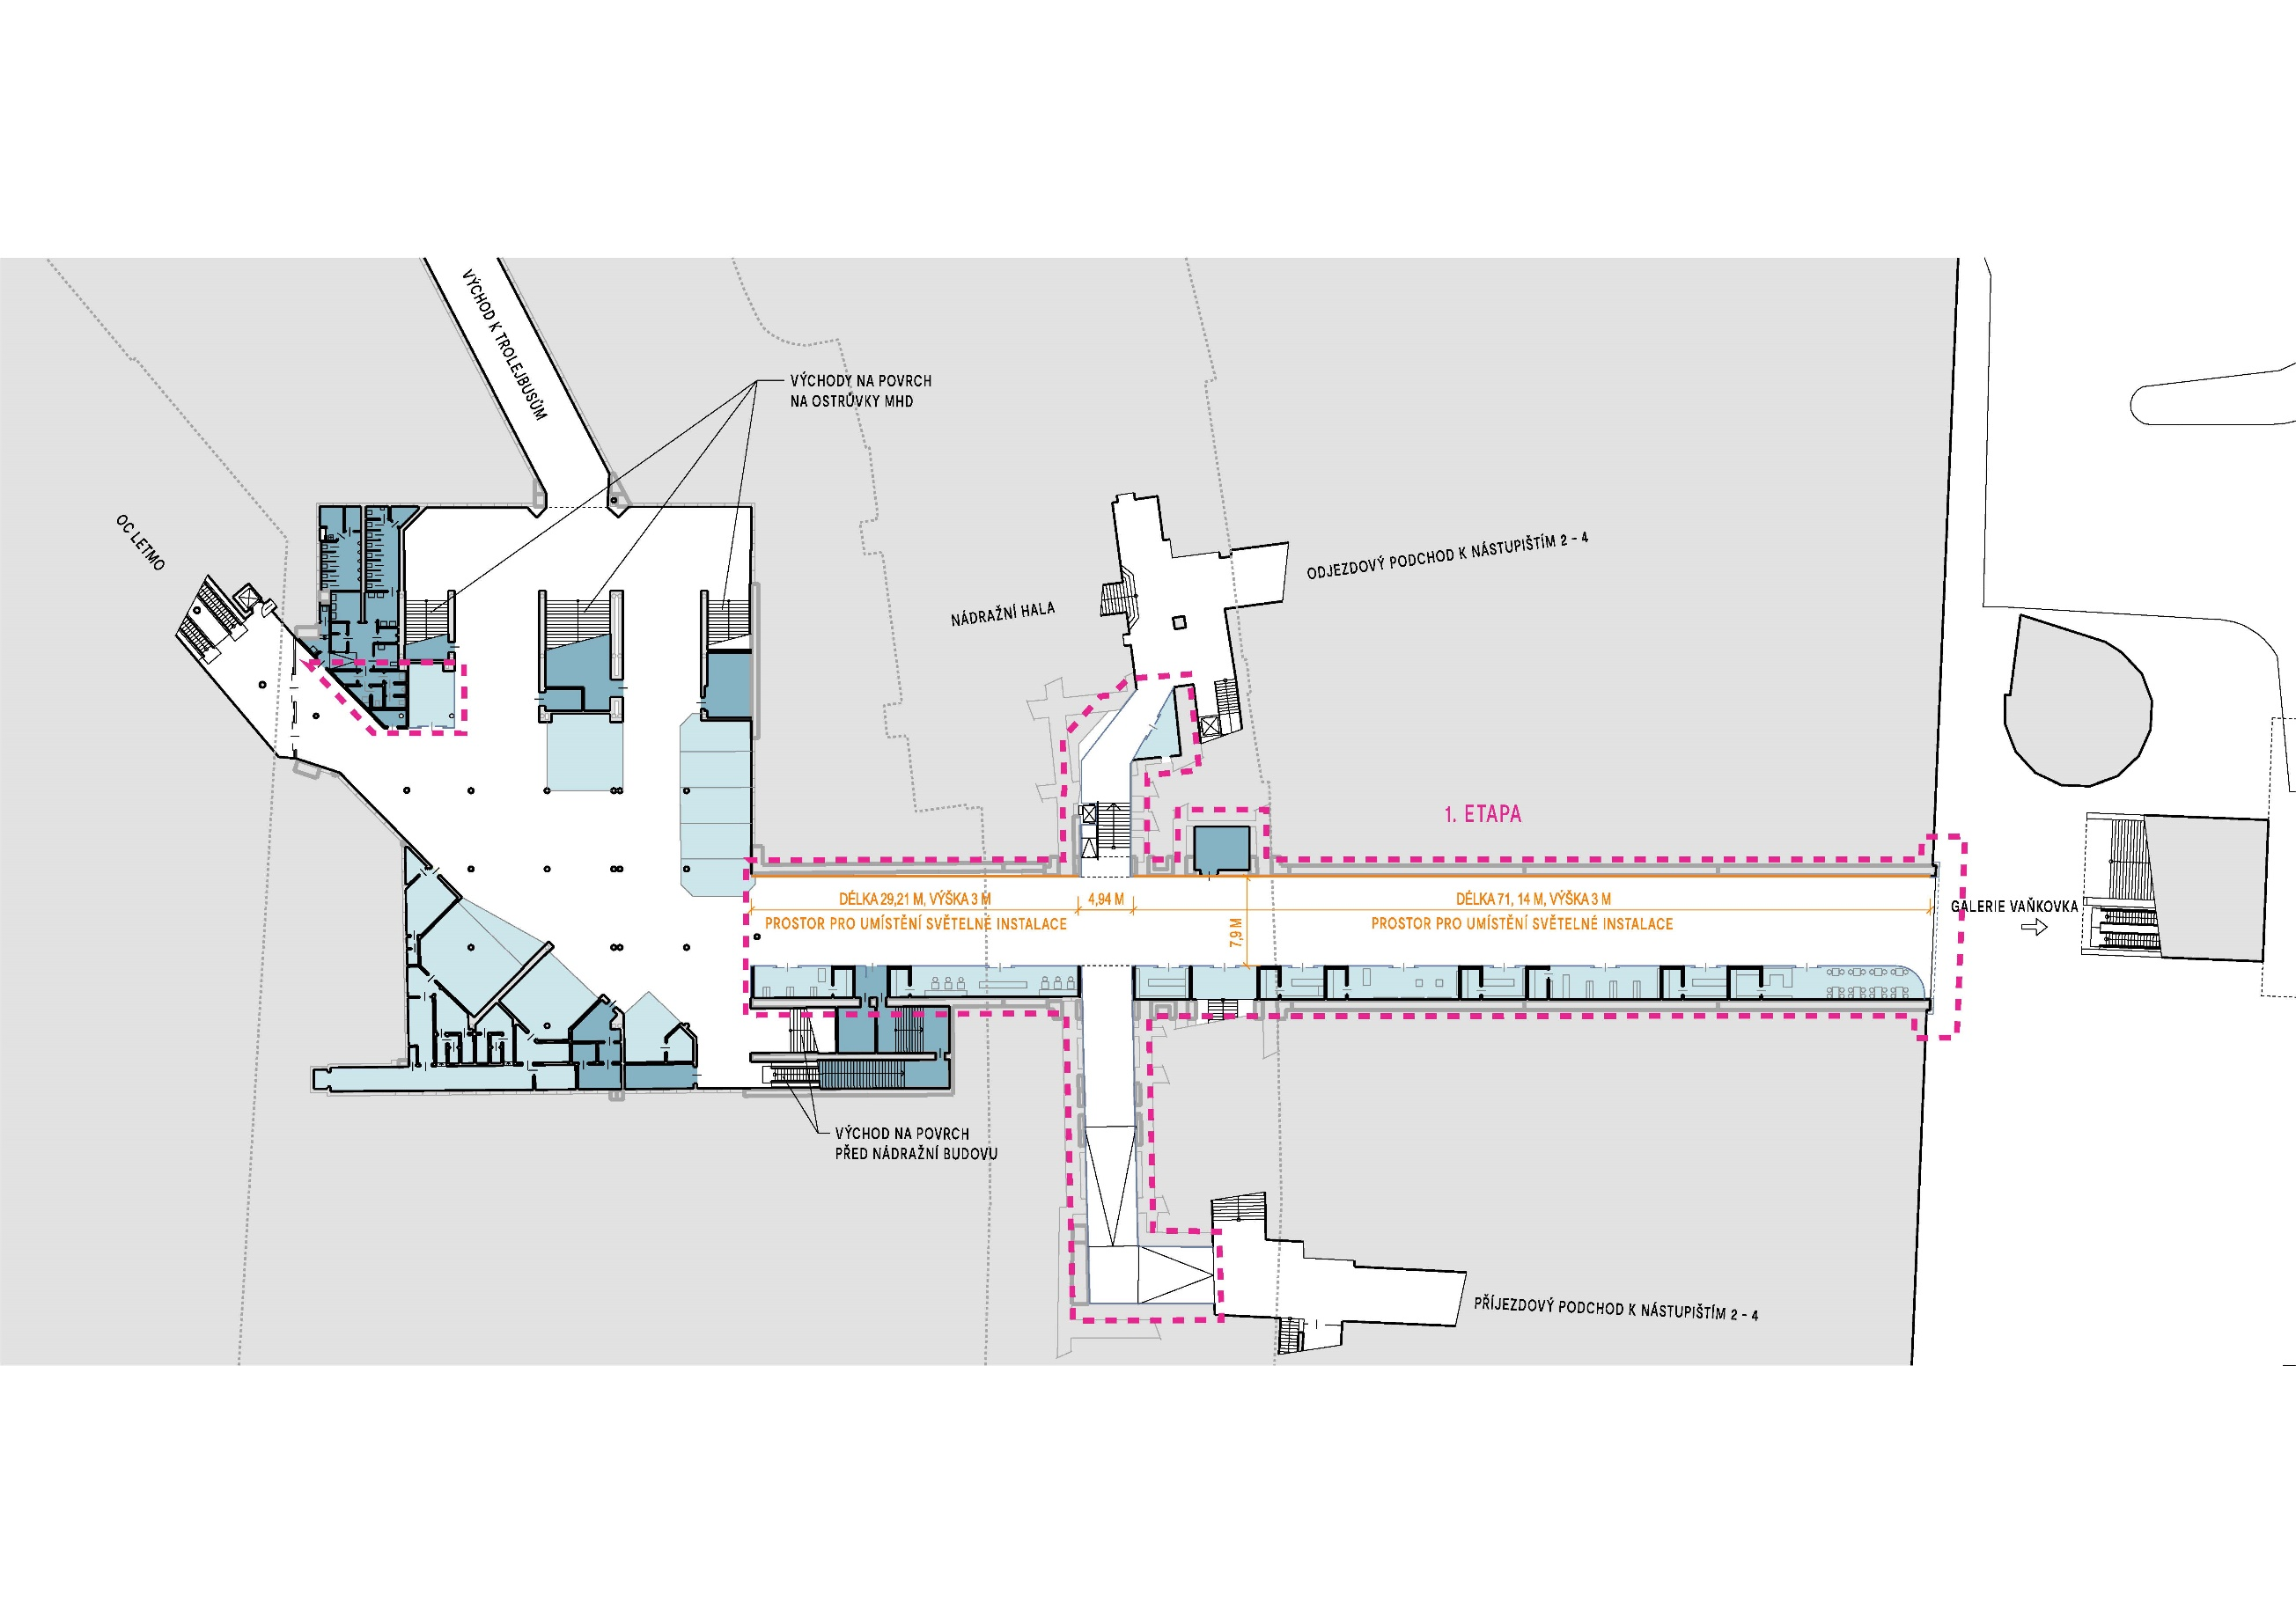 VÝCHOD K TROLEJBUSŮM
VÝCHODY NA POVRCH
NA OSTRŮVKY MHD
OC LETMO
NÁDRAŽNÍ HALA
ODJEZDOVÝ PODCHOD K NÁSTUPIŠTÍM 2 - 4
1. ETAPA
DÉLKA 29,21 M, VÝŠKA 3 M
4,94 M
DÉLKA 71, 14 M, VÝŠKA 3 M
PROSTOR PRO UMÍSTĚNÍ SVĚTELNÉ INSTALACE
7,9 M
PROSTOR PRO UMÍSTĚNÍ SVĚTELNÉ INSTALACE
GALERIE VAŇKOVKA
VÝCHOD NA POVRCH
PŘED NÁDRAŽNÍ BUDOVU
PŘÍJEZDOVÝ PODCHOD K NÁSTUPIŠTÍM 2 - 4